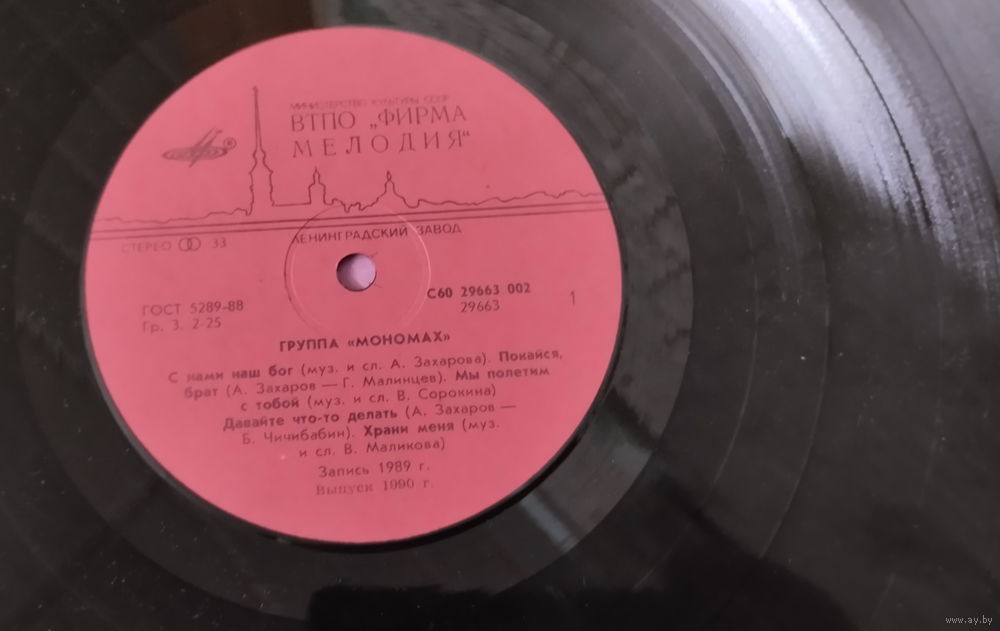 МИНИСТЕРСТВО КУЛЬТУРЫ СССР
ВТПО „ФИРМА
МЕЛОДИЯ“
®
СТЕРЕО 33
ЛЕНИНГРАДСКИЙ ЗАВОД
ГОСТ 5289-88
Гр. 3. 2-25
С60 29663 002
29663
1
ГРУППА «МОНОМАХ»
С нами наш бог (муз. и сл. А. Захарова). Покайся,
брат (А. Захаров — Г. Малинцев). Мы полетим
с тобой (муз. и сл. В. Сорокина)
Давайте что-то делать (А. Захаров —
Б. Чичибабин). Храни меня (муз.
и сл. В. Маликова)
Запись 1989 г.
Выпуск 1990 г.
www.ay.by